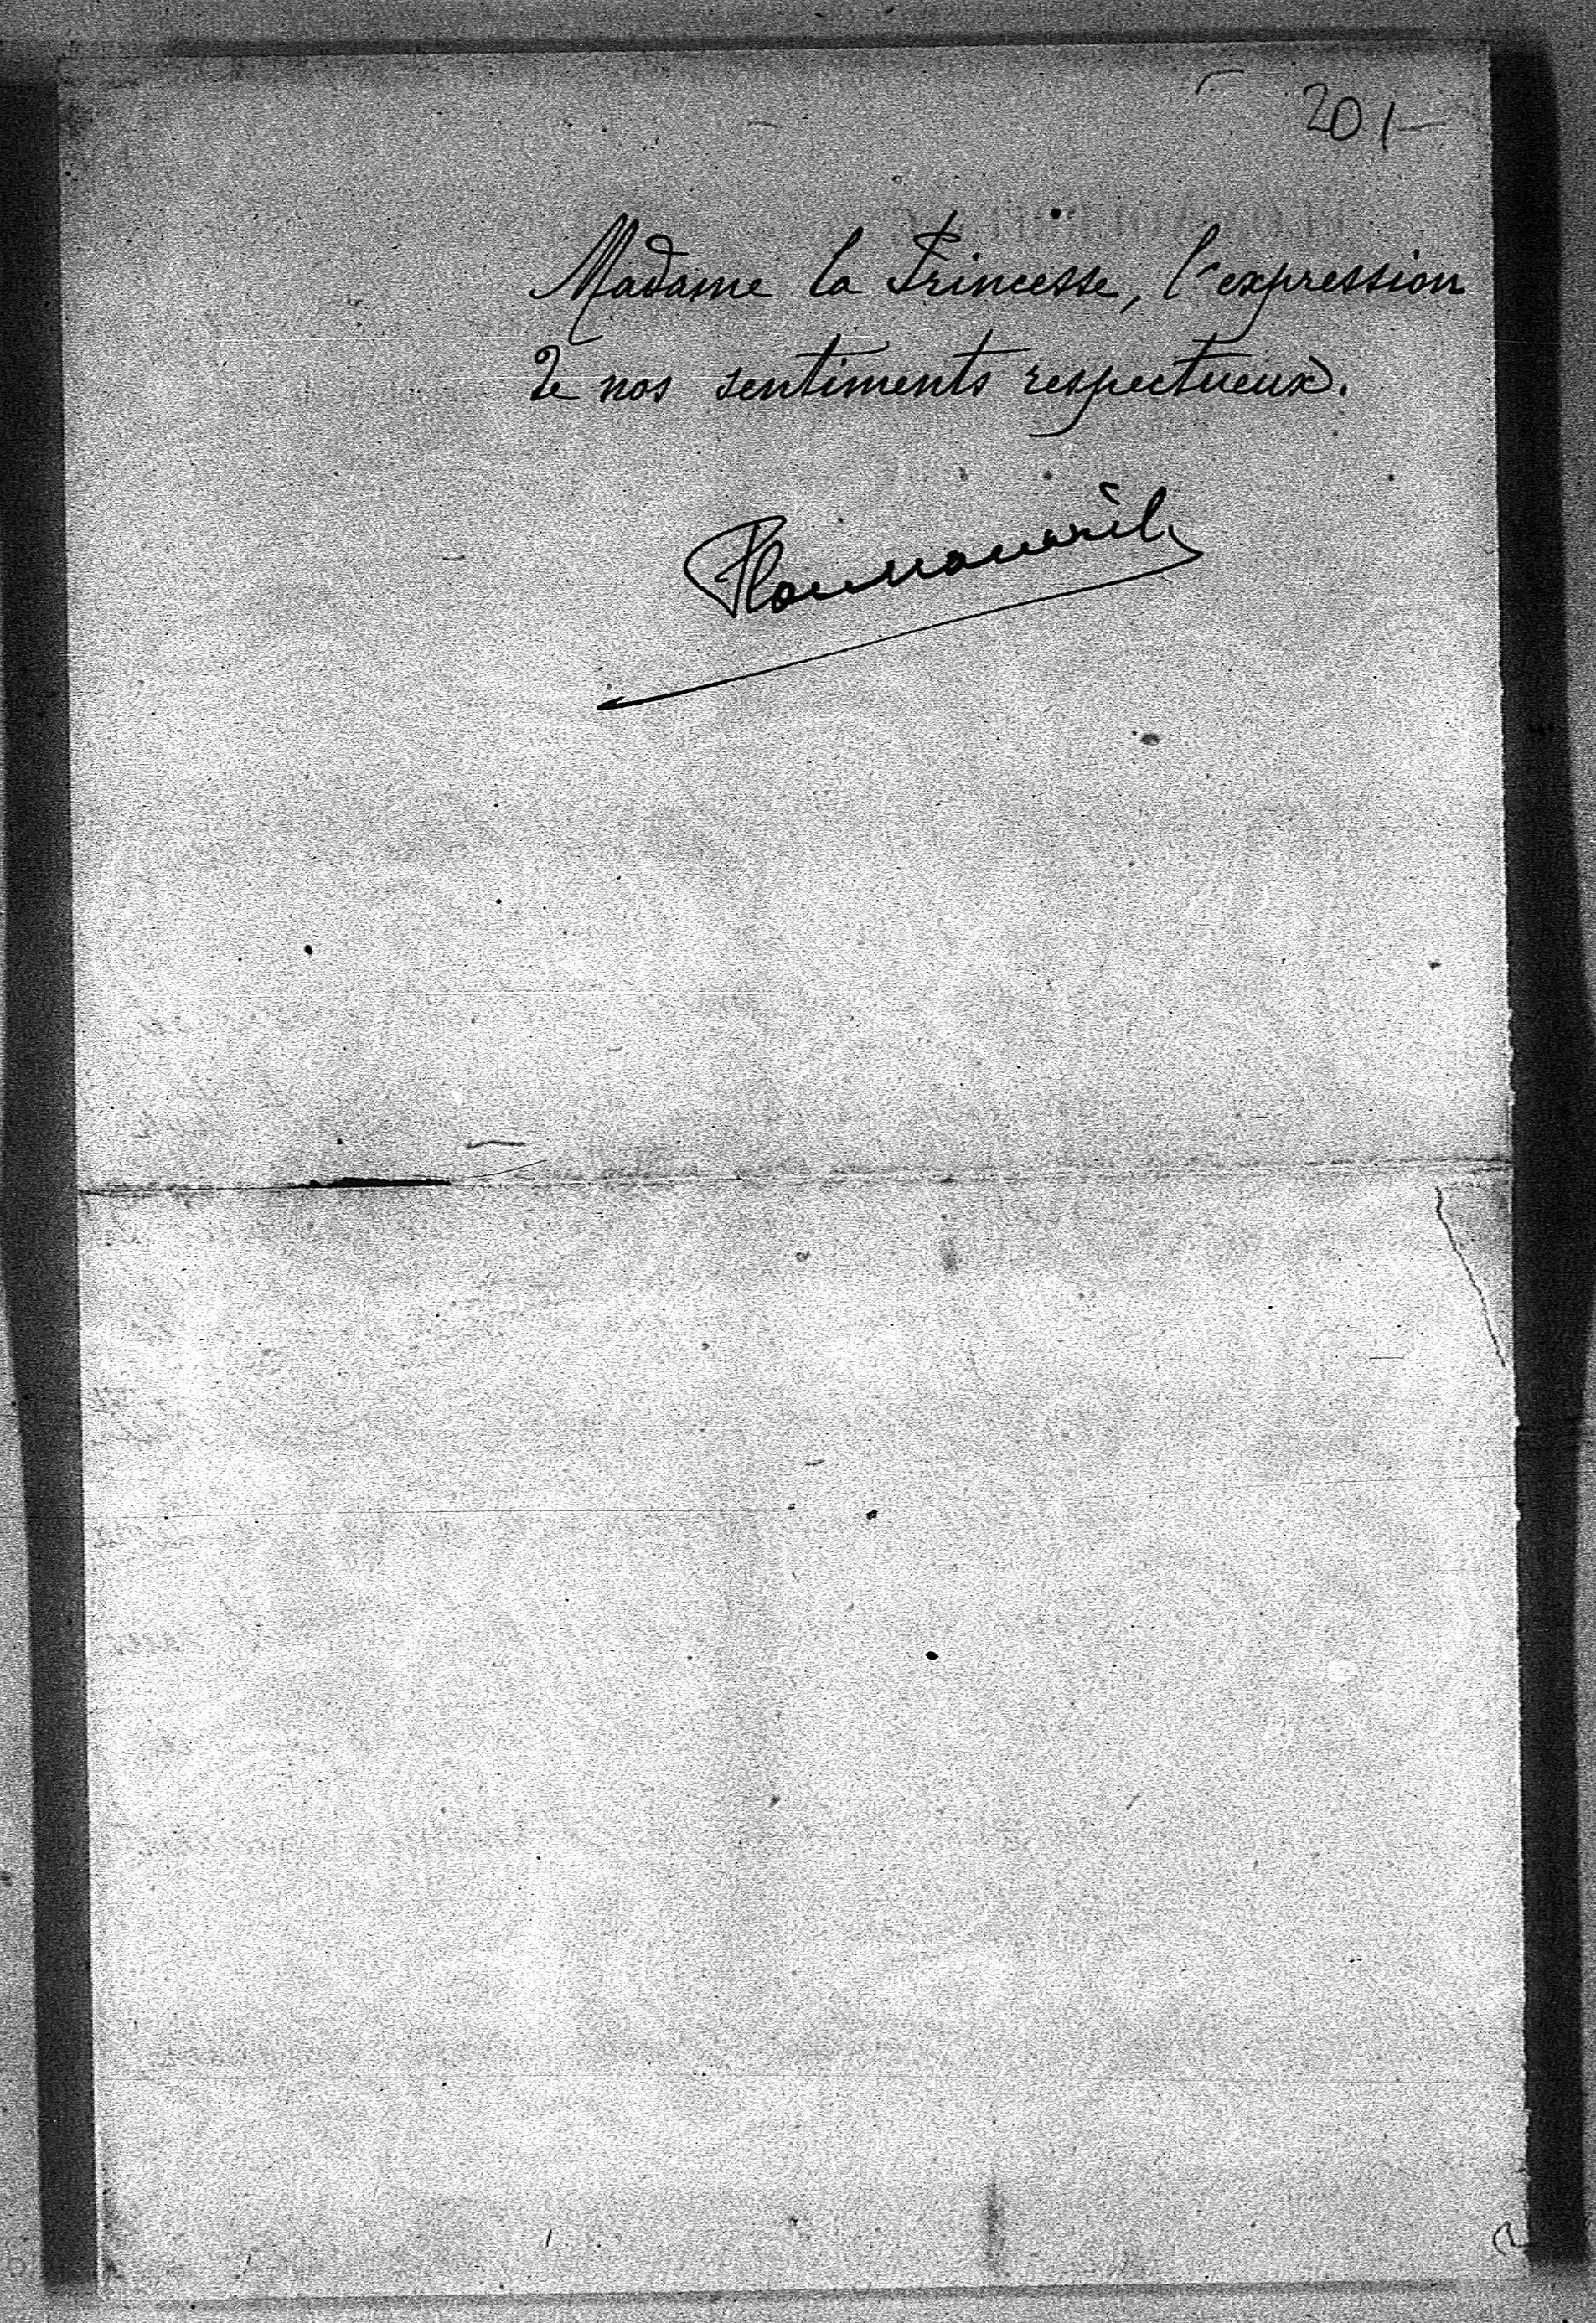 201-
Madame la Princesse, l'expression
de nos sentiments respectueux.